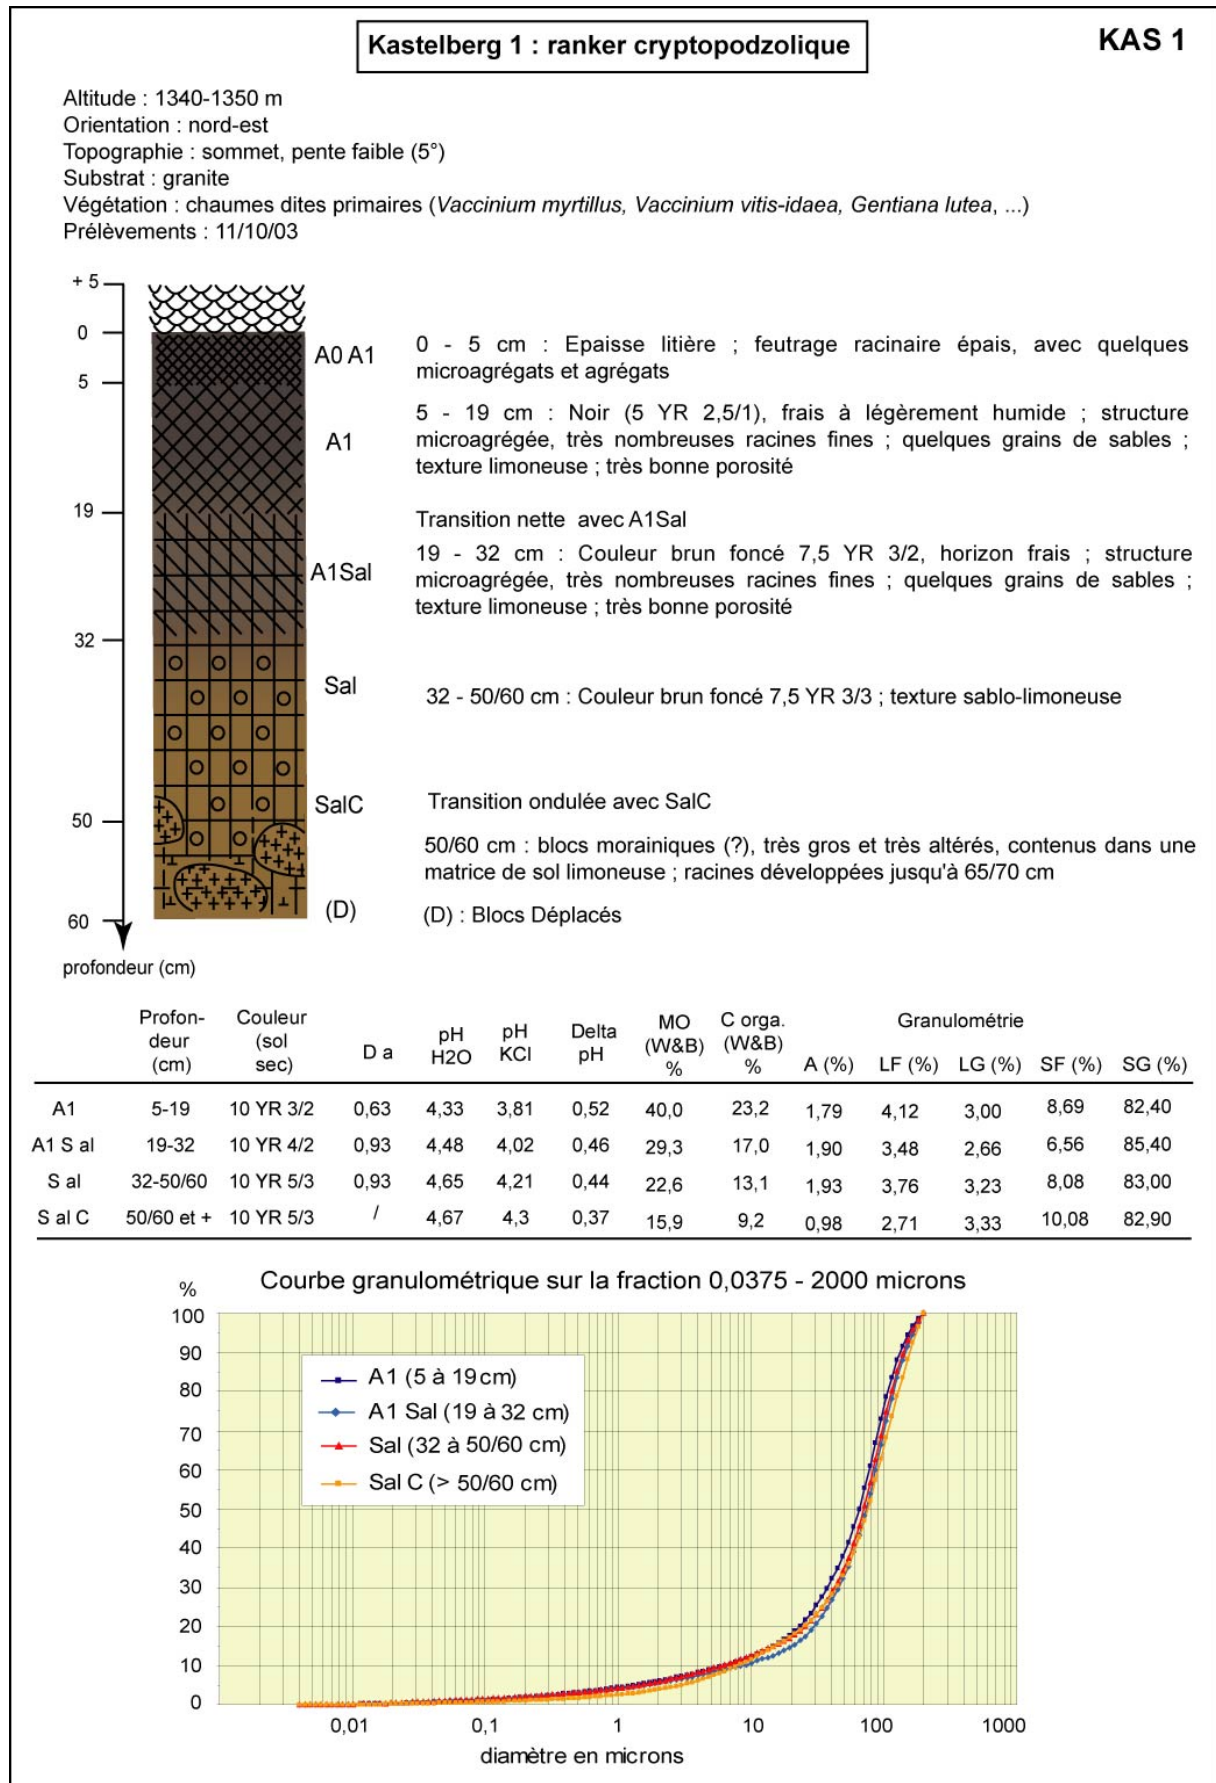 Kastelberg 1 : ranker cryptopodzolique
KAS 1
Altitude : 1340-1350 m
Orientation : nord-est
Topographie : sommet, pente faible (5°)
Substrat : granite
Végétation : chaumes dites primaires (Vaccinium myrtillus, Vaccinium vitis-idaea, Gentiana lutea, ...)
Prélèvements : 11/10/03
+ 5
0
5
19
32
50
60
profondeur (cm)
A0 A1
A1
A1Sal
Sal
SalC
(D)
0 - 5 cm : Epaisse litière ; feutrage racinaire épais, avec quelques
microagrégats et agrégats
5 - 19 cm : Noir (5 YR 2,5/1), frais à légèrement humide ; structure
microagrégée, très nombreuses racines fines ; quelques grains de sables ;
texture limoneuse ; très bonne porosité
Transition nette avec A1Sal
19 - 32 cm : Couleur brun foncé 7,5 YR 3/2, horizon frais ; structure
microagrégée, très nombreuses racines fines ; quelques grains de sables ;
texture limoneuse ; très bonne porosité
32 - 50/60 cm : Couleur brun foncé 7,5 YR 3/3 ; texture sablo-limoneuse
Transition ondulée avec SalC
50/60 cm : blocs morainiques (?), très gros et très altérés, contenus dans une
matrice de sol limoneuse ; racines développées jusqu'à 65/70 cm
(D) : Blocs Déplacés
Profon-deur (cm) Couleur (sol sec) D a pH H2O pH KCl Delta pH MO (W&B) % C orga. (W&B) % Granulométrie
A (%) LF (%) LG (%) SF (%) SG (%)
A1 5-19 10 YR 3/2 0,63 4,33 3,81 0,52 40,0 23,2 1,79 4,12 3,00 8,69 82,40
A1 S al 19-32 10 YR 4/2 0,93 4,48 4,02 0,46 29,3 17,0 1,90 3,48 2,66 6,56 85,40
S al 32-50/60 10 YR 5/3 0,93 4,65 4,21 0,44 22,6 13,1 1,93 3,76 3,23 8,08 83,00
S al C 50/60 et + 10 YR 5/3 / 4,67 4,3 0,37 15,9 9,2 0,98 2,71 3,33 10,08 82,90
Courbe granulométrique sur la fraction 0,0375 - 2000 microns
%
100
90
80
70
60
50
40
30
20
10
0
A1 (5 à 19 cm)
A1 Sal (19 à 32 cm)
Sal (32 à 50/60 cm)
Sal C (> 50/60 cm)
0,01 0,1 1 10 100 1000
diamètre en microns